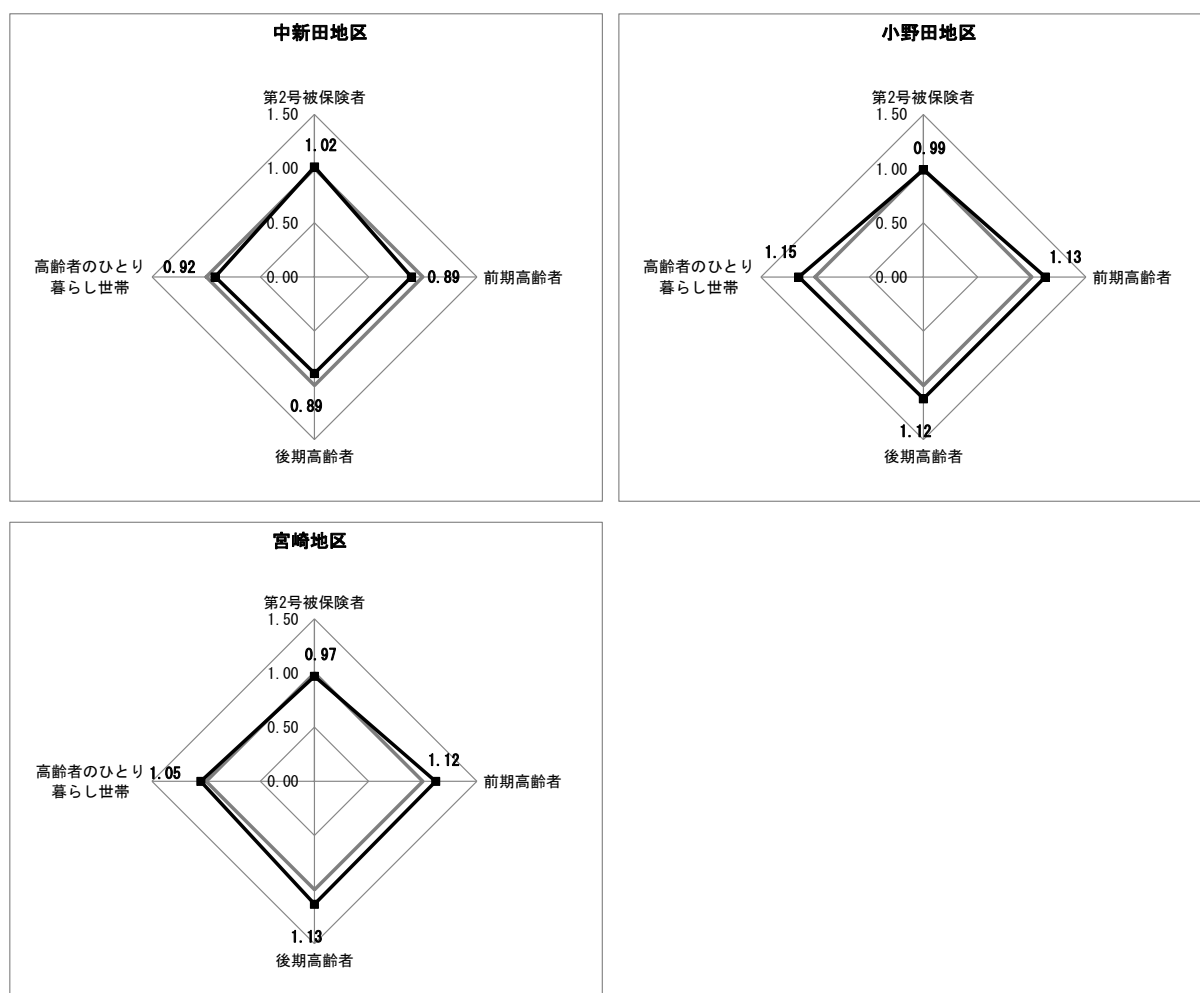 中新田地区
第2号被保険者
1.50
1.02
1.00
0.50
高齢者のひとり
暮らし世帯
0.92
0.00
0.89
前期高齢者
0.89
後期高齢者
小野田地区
第2号被保険者
1.50
0.99
1.00
0.50
1.15
高齢者のひとり
暮らし世帯
0.00
1.13
前期高齢者
1.12
後期高齢者
宮崎地区
第2号被保険者
1.50
0.97
1.00
0.50
高齢者のひとり
暮らし世帯
1.05
0.00
1.12
前期高齢者
1.13
後期高齢者